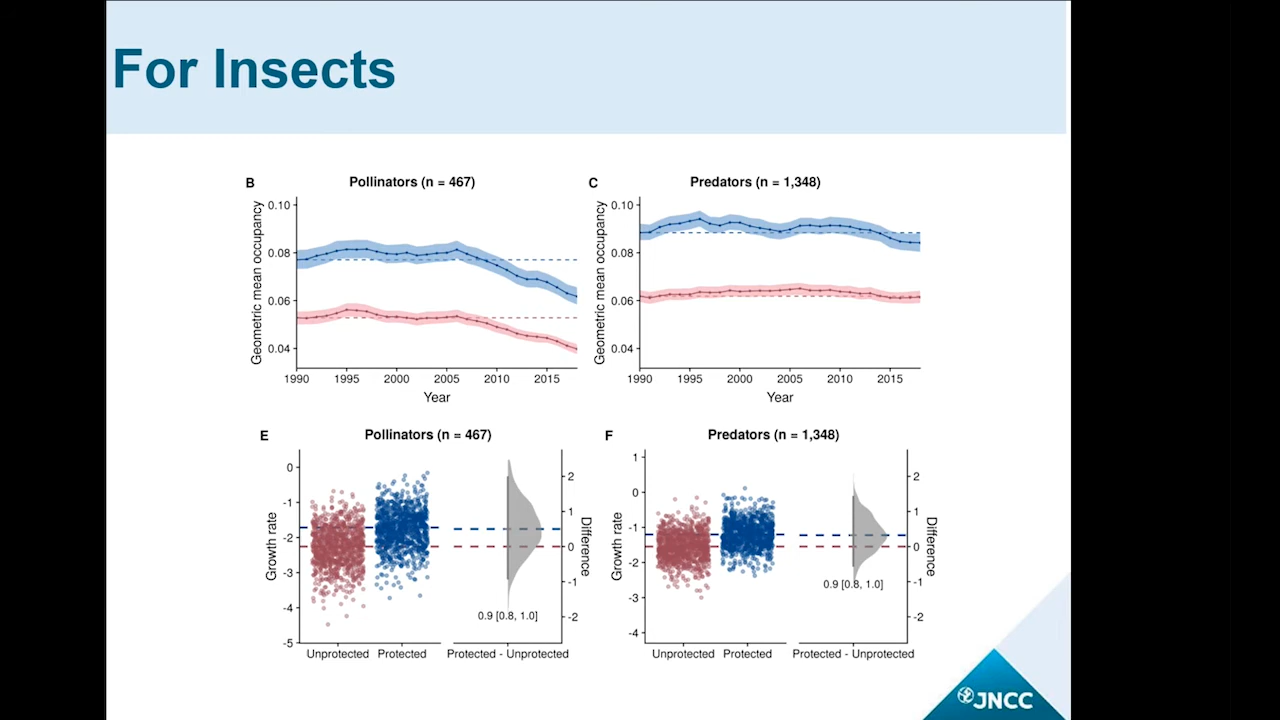 For Insects
B
Pollinators (n = 467)
Geometric mean occupancy
0.10
0.08
0.06
0.04
1990 1995 2000 2005 2010 2015
Year
C
Predators (n = 1,348)
Geometric mean occupancy
0.10
0.08
0.06
0.04
1990 1995 2000 2005 2010 2015
Year
E
Pollinators (n = 467)
Growth rate
0
-1
-2
-3
-4
-5
2
1
0
-1
-2
Difference
0.9 [0.8, 1.0]
Unprotected Protected Protected - Unprotected
F
Predators (n = 1,348)
Growth rate
1
0
-1
-2
-3
-4
2
1
0
-1
-2
Difference
0.9 [0.8, 1.0]
Unprotected Protected Protected - Unprotected
JNCC